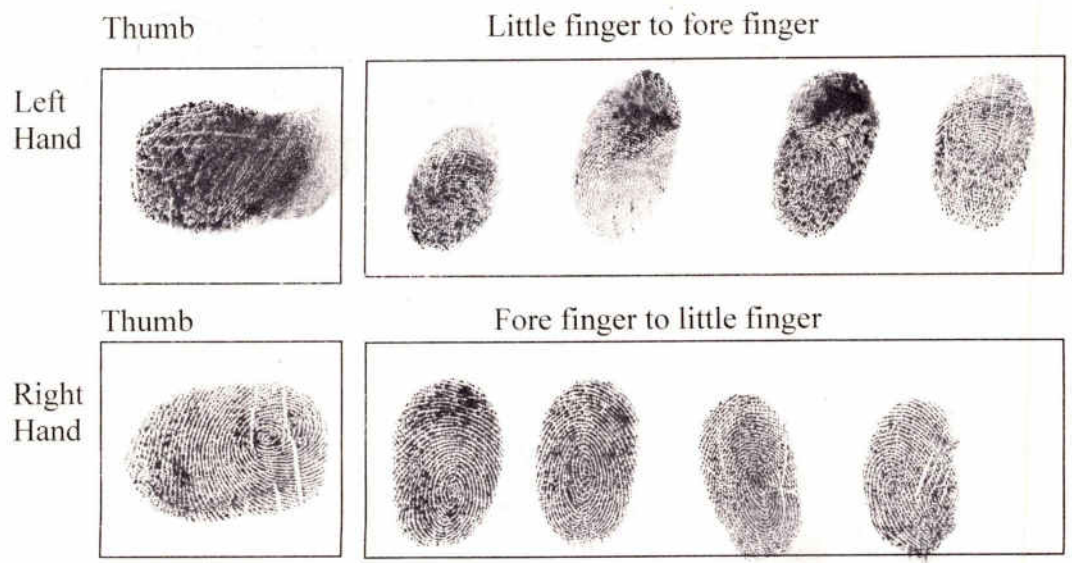 Thumb
Little finger to fore finger
Left
Hand
Thumb
Fore finger to little finger
Right
Hand